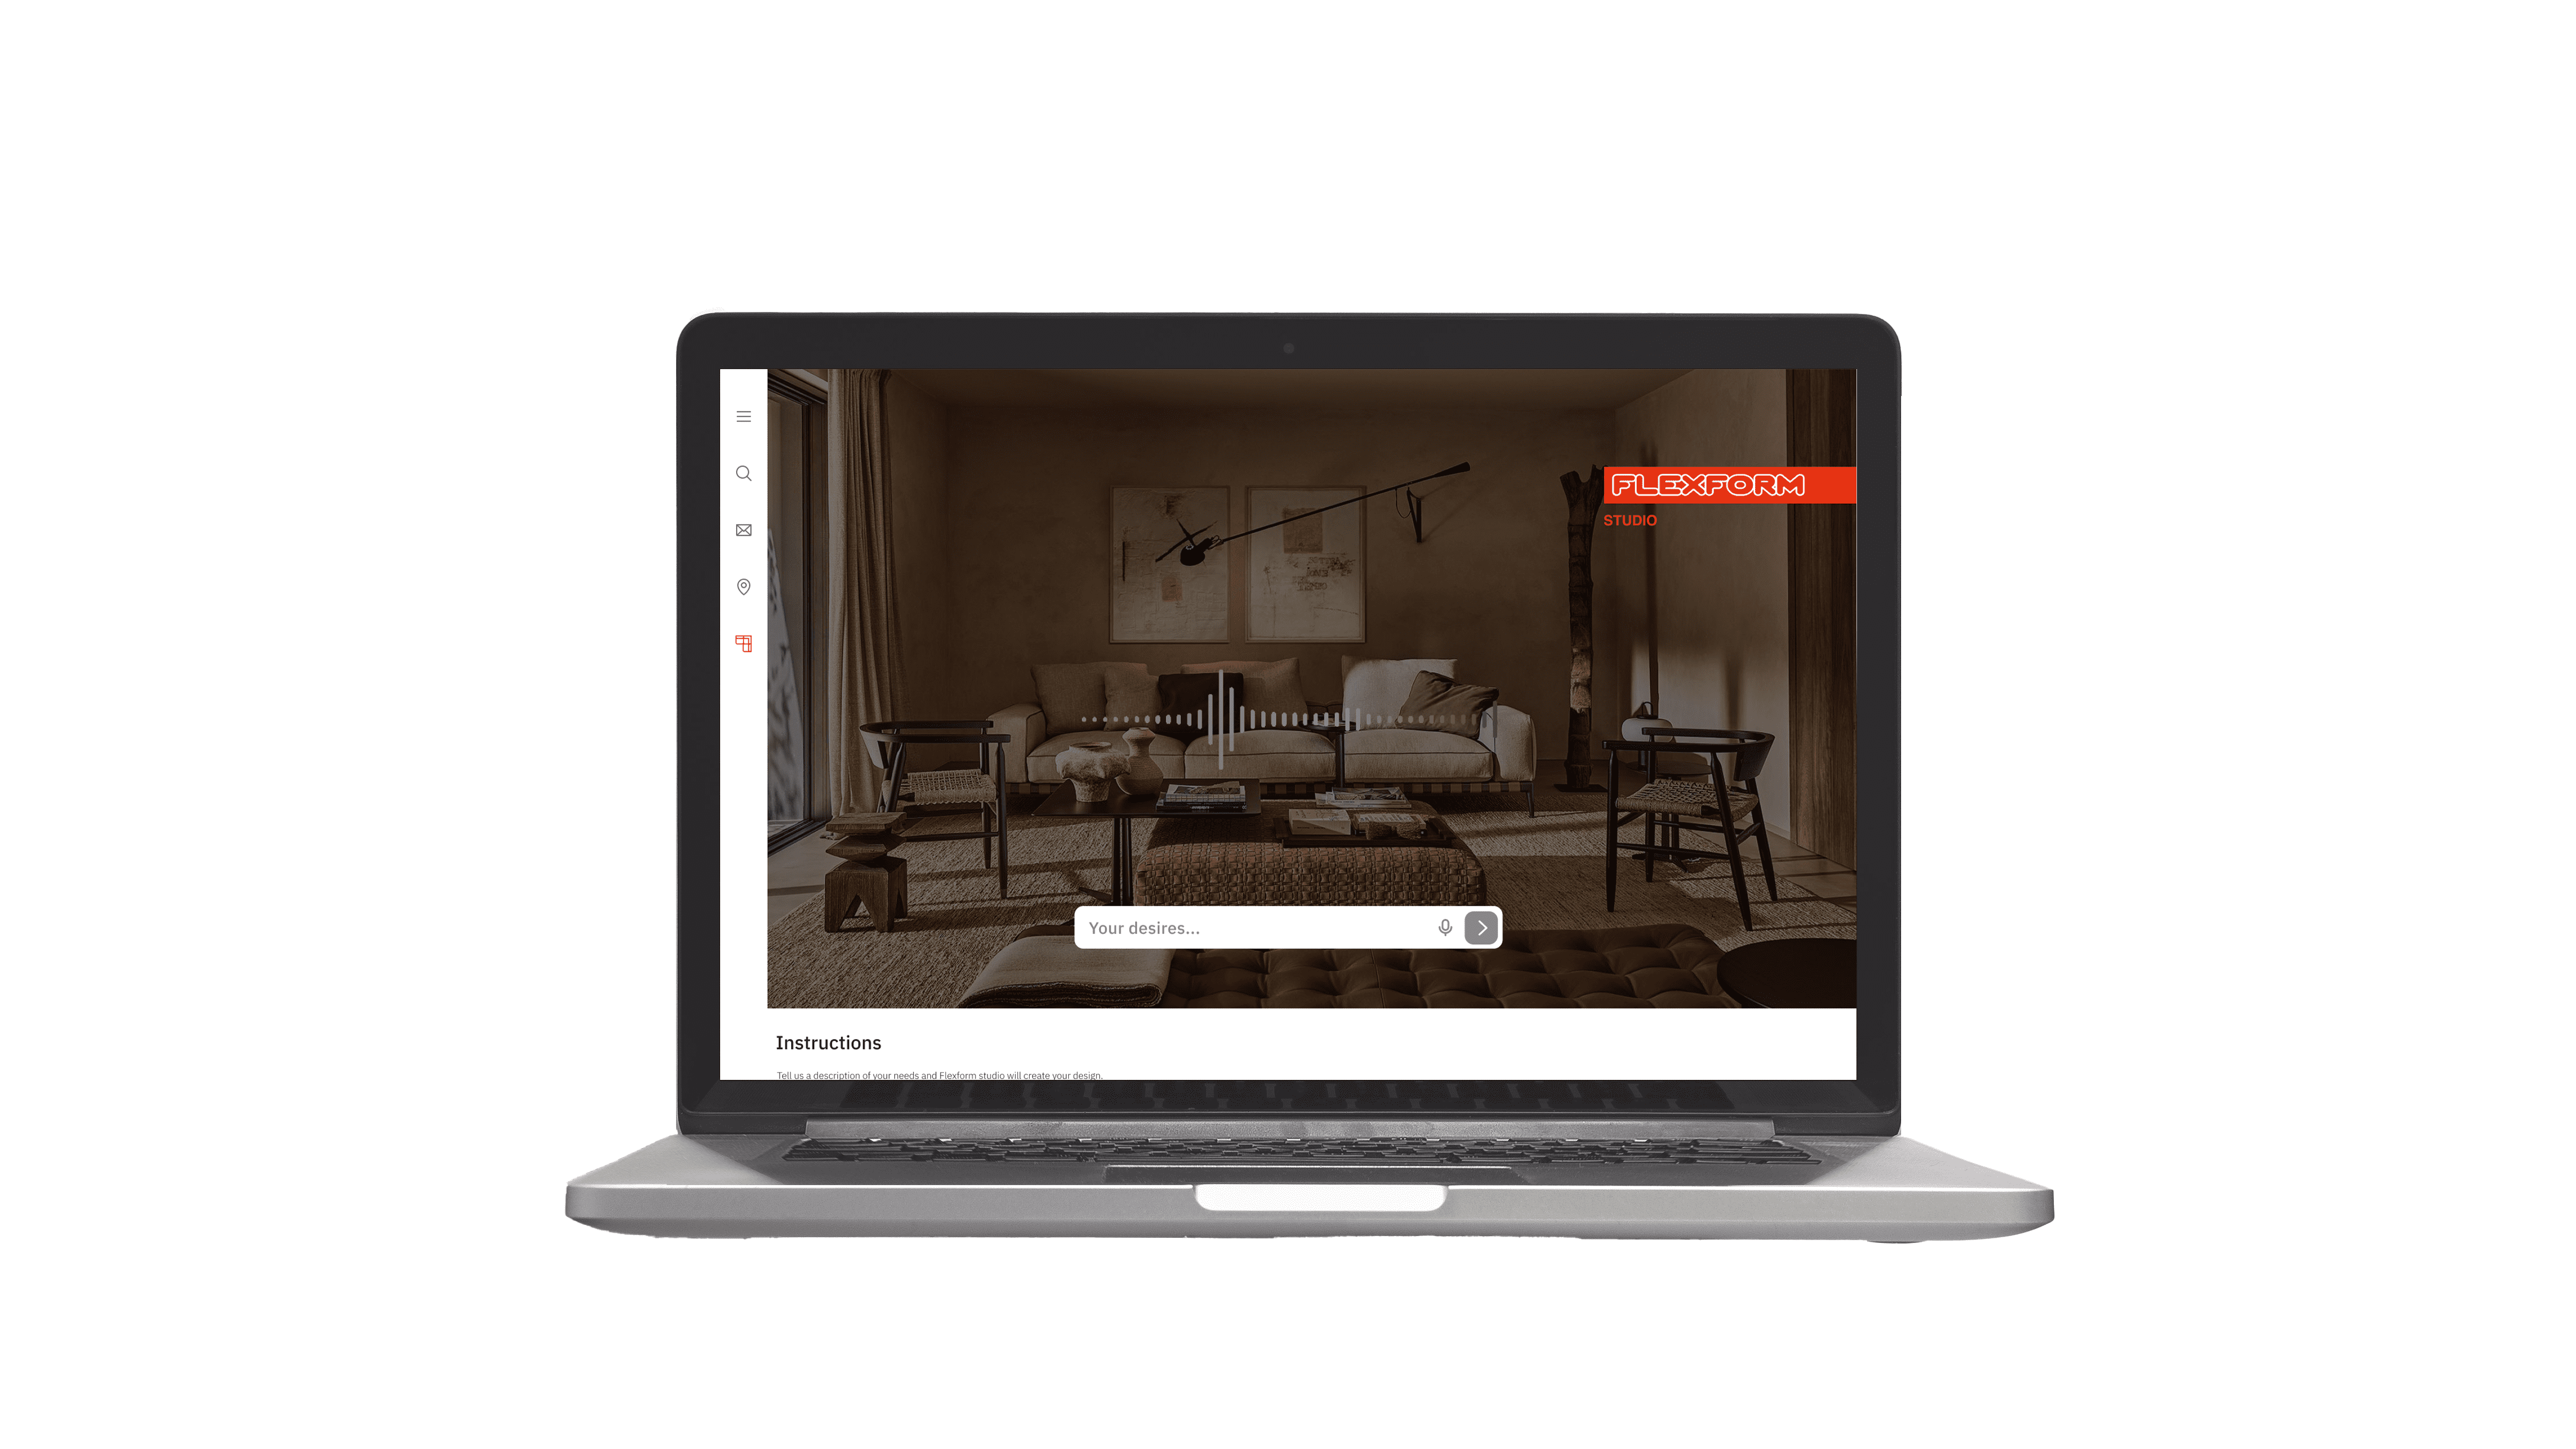 FLEXFORM
STUDIO
Your desires...
Instructions
Tell us a description of your needs and Flexform studio will create your design.